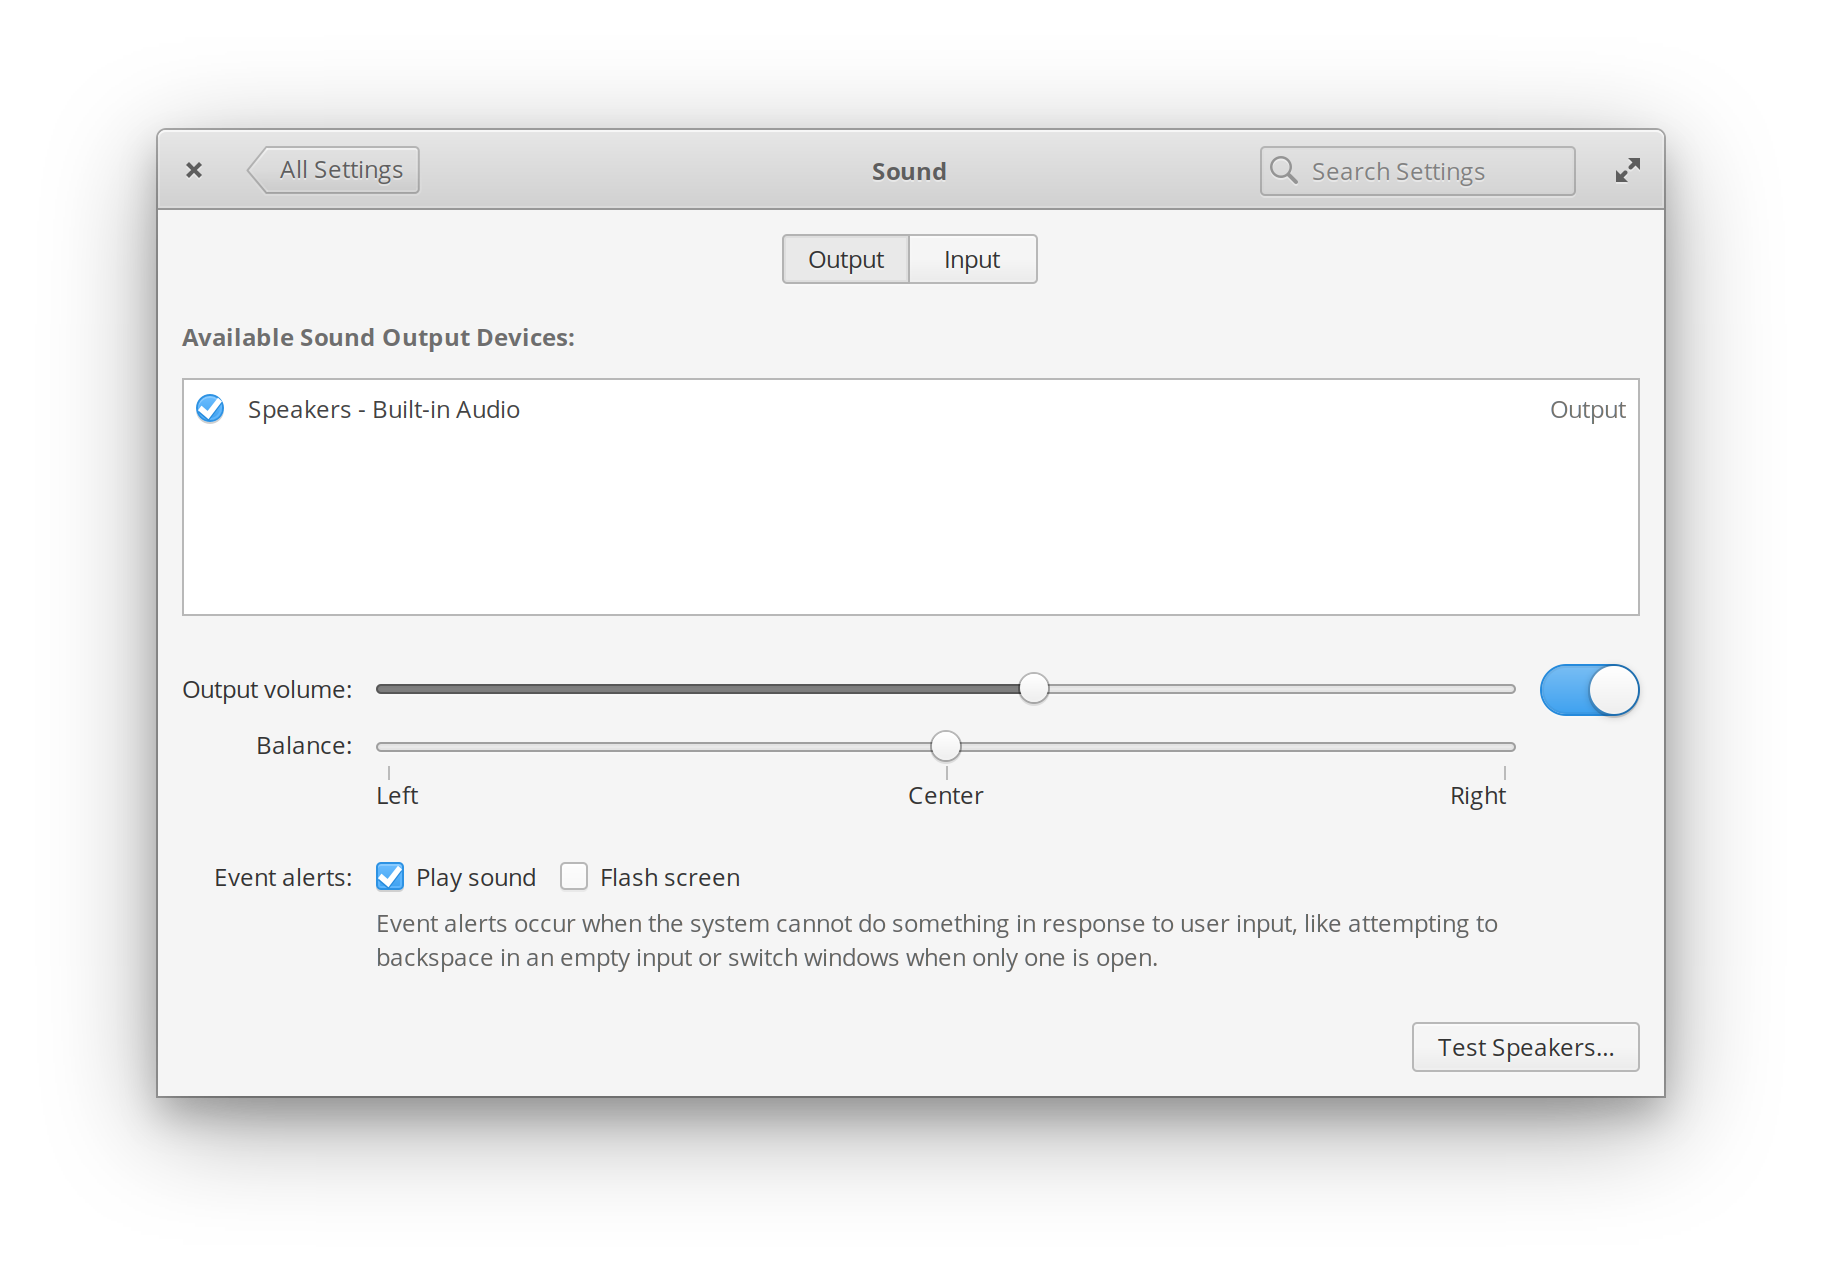 All Settings
Sound
Search Settings
Output
Input
Available Sound Output Devices:
Speakers - Built-in Audio
Output
Output volume:
Balance:
Left
Center
Right
Event alerts:
Play sound
Flash screen
Event alerts occur when the system cannot do something in response to user input, like attempting to
backspace in an empty input or switch windows when only one is open.
Test Speakers...